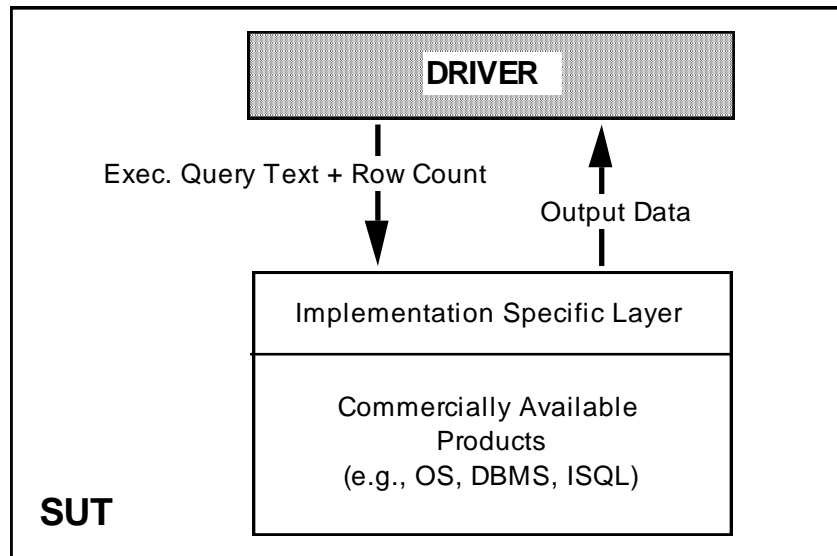 DRIVER
Exec. Query Text + Row Count
Output Data
Implementation Specific Layer
Commercially Available
Products
(e.g., OS, DBMS, ISQL)
SUT